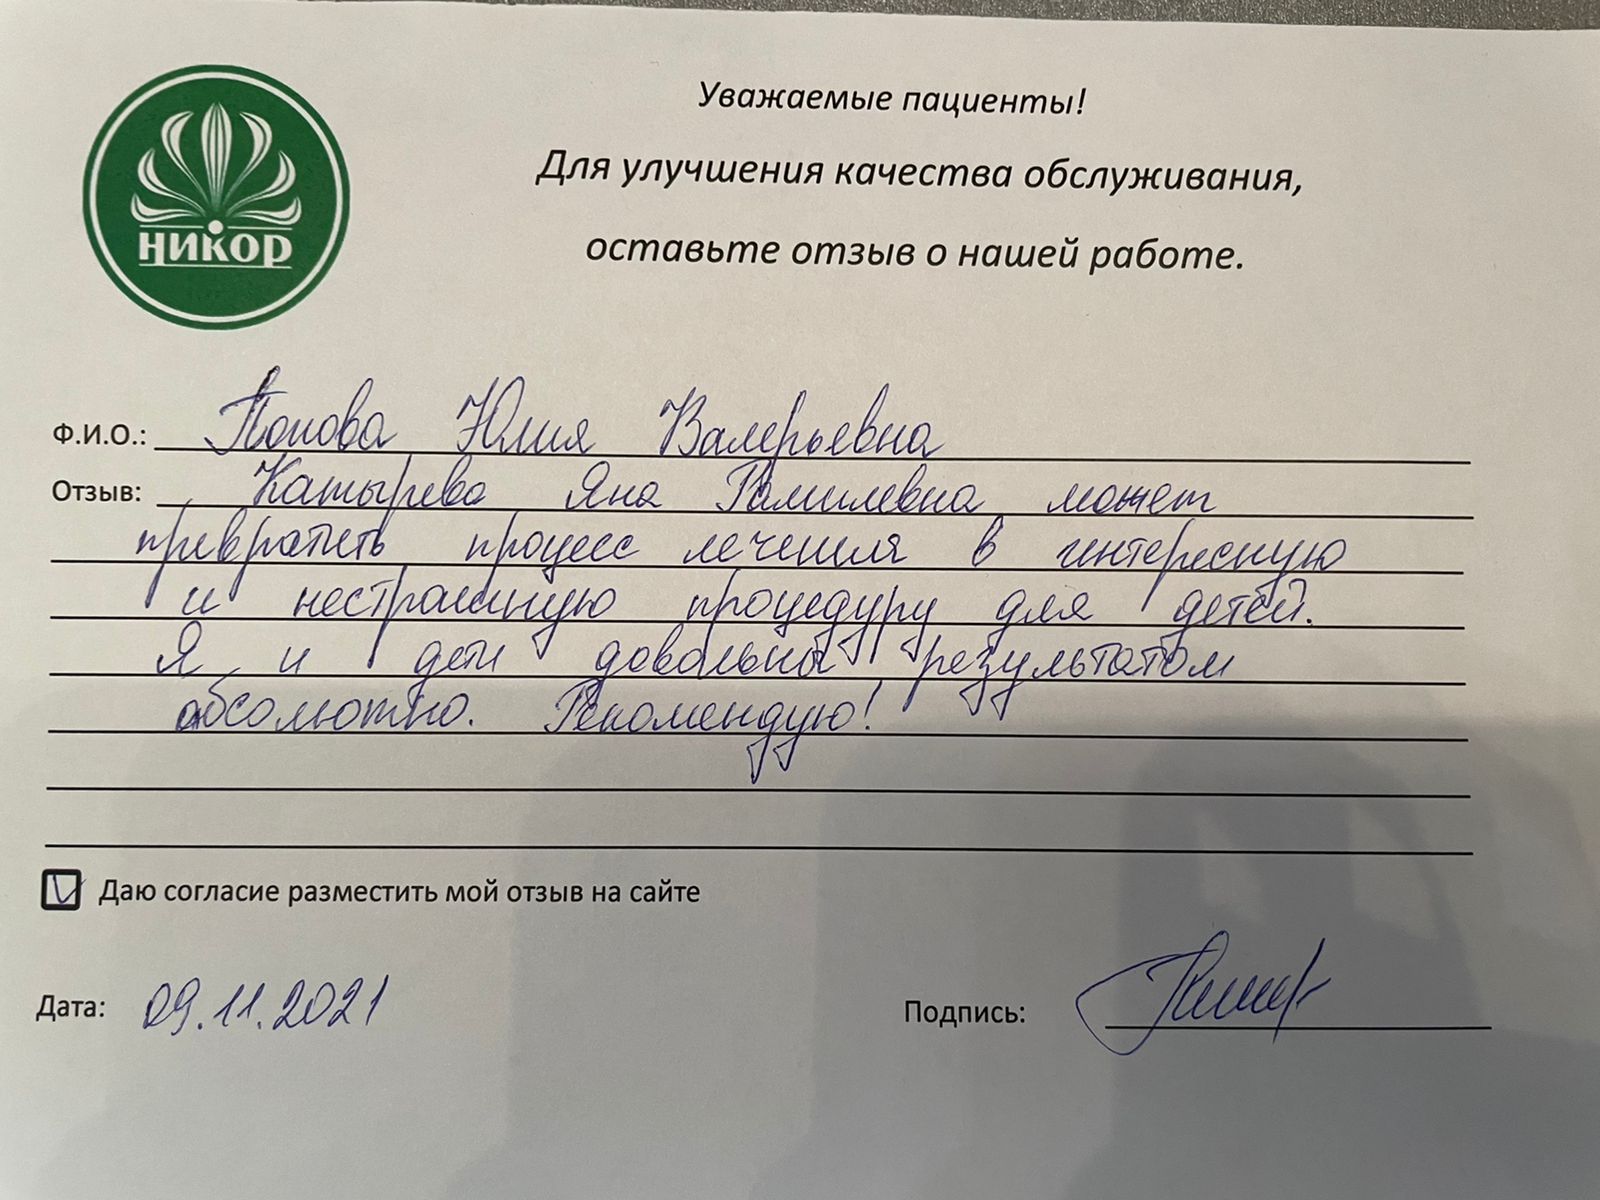 НИКОР
Уважаемые пациенты!
Для улучшения качества обслуживания,
оставьте отзыв о нашей работе.
Ф.И.О.: Попова Юлия Валерьевна
Отзыв: Катырева Яна Рамилевна может
превратить процесс лечения в интересную
и нестрашную процедуру для детей.
Я и дети довольны результатом
абсолютно. Рекомендую!
Даю согласие разместить мой отзыв на сайте
Дата: 09.11.2021
Подпись: